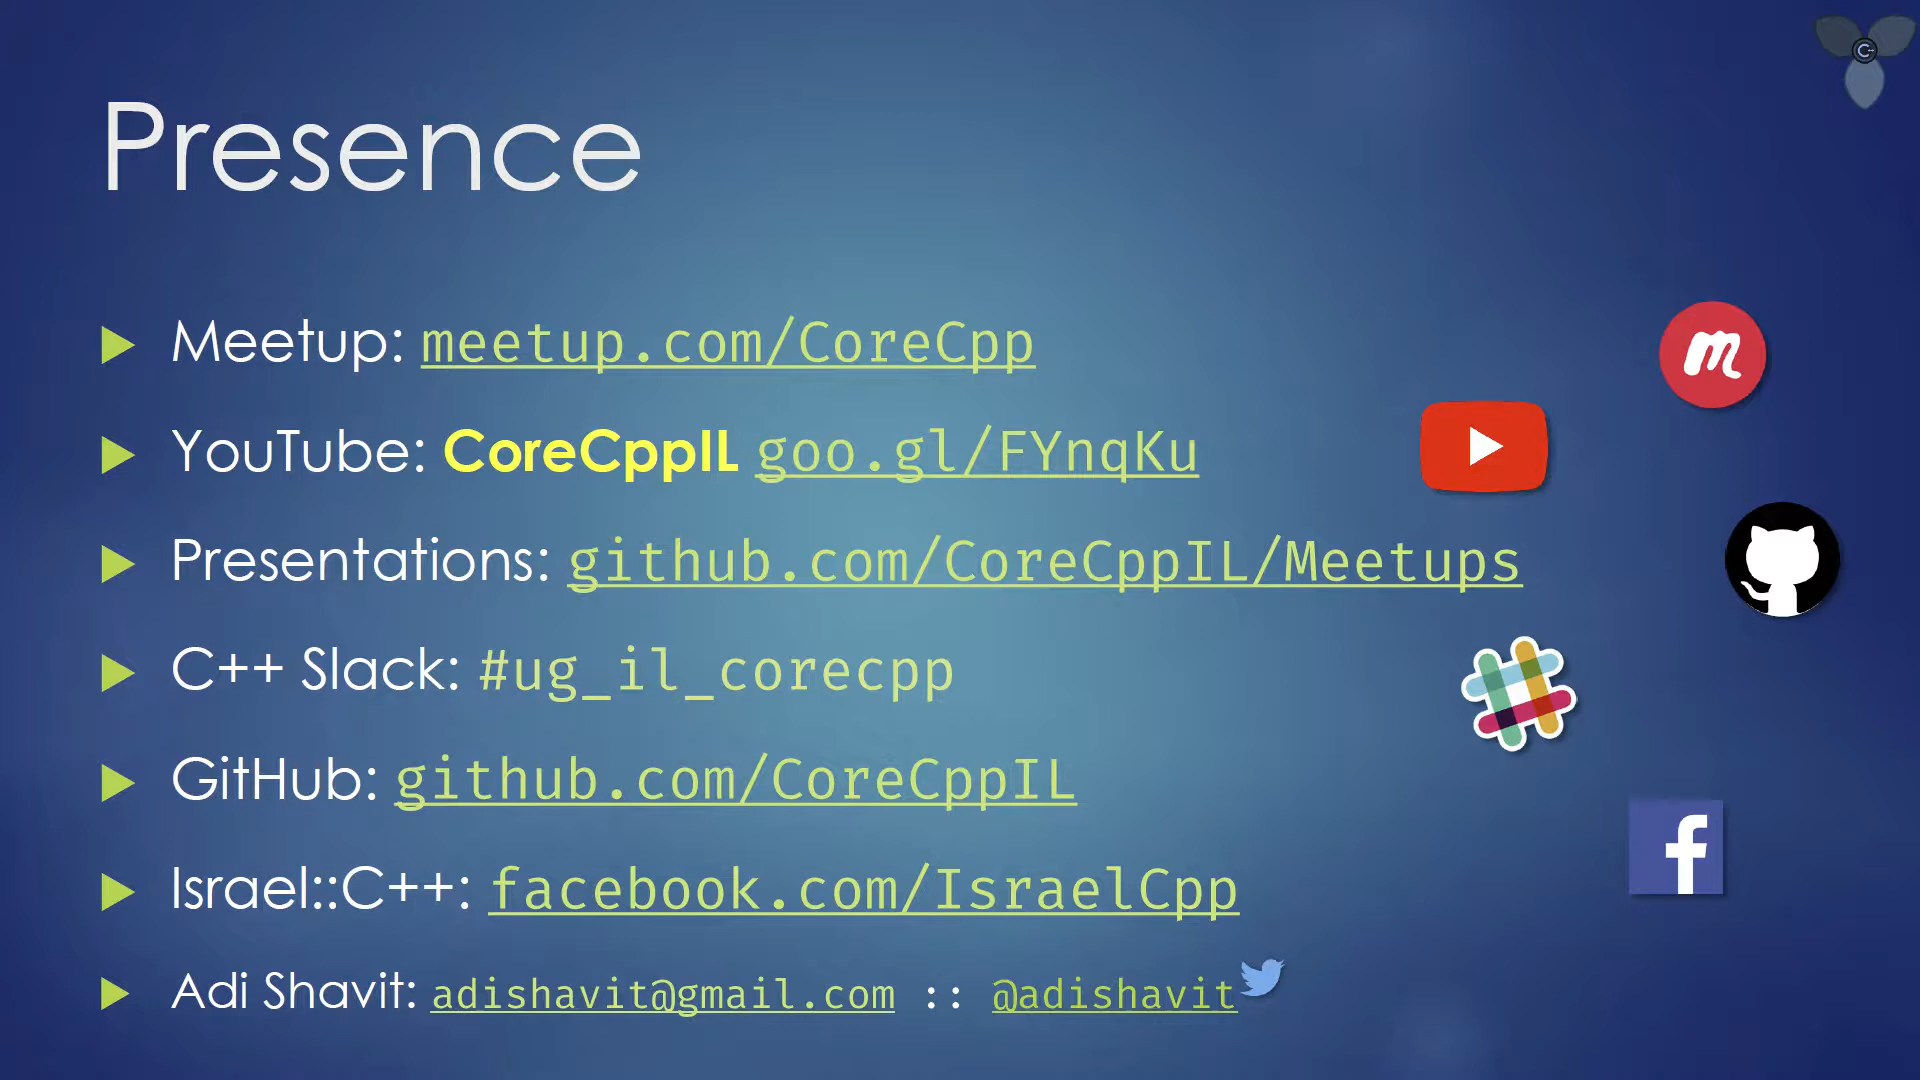 Presence
Meetup: meetup.com/CoreCpp
YouTube: CoreCppIL goo.gl/FYnqKu
Presentations: github.com/CoreCppIL/Meetups
C++ Slack: #ug_il_corecpp
GitHub: github.com/CoreCppIL
Israel::C++: facebook.com/IsraelCpp
Adi Shavit: adishavit@gmail.com :: @adishavit